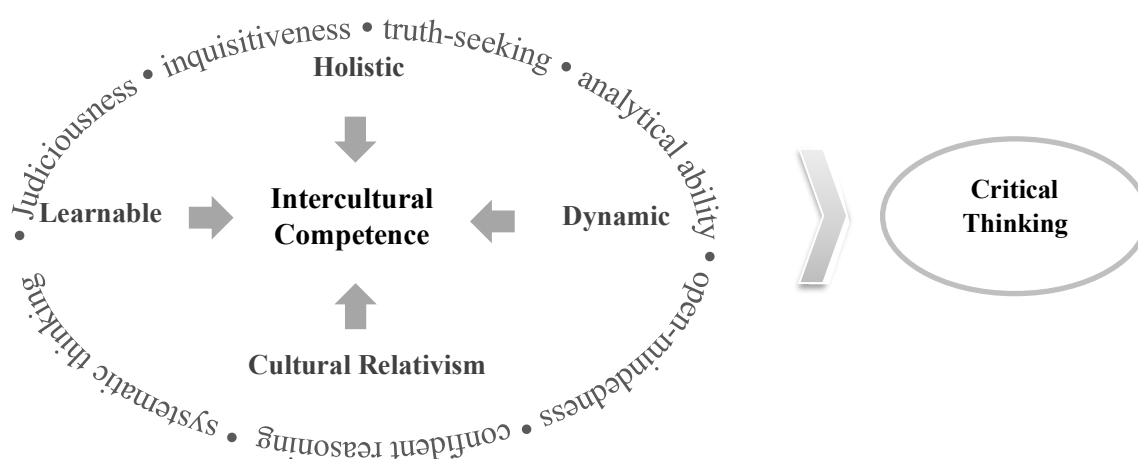 • Judiciousness • inquisitiveness • truth-seeking • analytical ability • open-mindedness • confident reasoning • systematic thinking
Holistic
Learnable
Intercultural
Competence
Dynamic
Cultural Relativism
Critical
Thinking